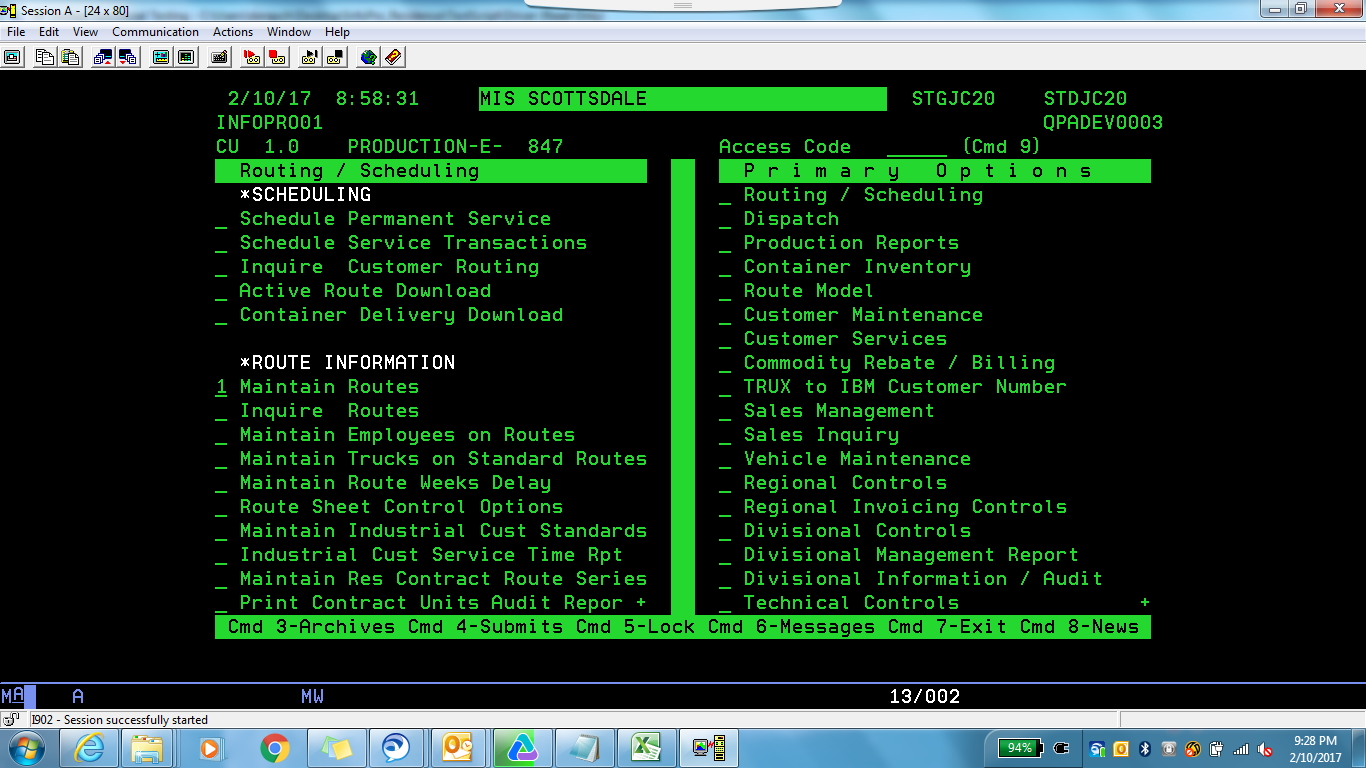 Session A - [24 x 80]
File Edit View Communication Actions Window Help
2/10/17 8:58:31 MIS SCOTTSDALE STGJC20 STDJC20
INFOPRO01 QPADEV0003
CU 1.0 PRODUCTION-E- 847 Access Code ______ (Cmd 9)
Routing / Scheduling
*SCHEDULING
_ Schedule Permanent Service
_ Schedule Service Transactions
_ Inquire Customer Routing
_ Active Route Download
_ Container Delivery Download
*ROUTE INFORMATION
1 Maintain Routes
_ Inquire Routes
_ Maintain Employees on Routes
_ Maintain Trucks on Standard Routes
_ Maintain Route Weeks Delay
_ Route Sheet Control Options
_ Maintain Industrial Cust Standards
_ Industrial Cust Service Time Rpt
_ Maintain Res Contract Route Series
_ Print Contract Units Audit Repor +
P r i m a r y O p t i o n s
_ Routing / Scheduling
_ Dispatch
_ Production Reports
_ Container Inventory
_ Route Model
_ Customer Maintenance
_ Customer Services
_ Commodity Rebate / Billing
_ TRUX to IBM Customer Number
_ Sales Management
_ Sales Inquiry
_ Vehicle Maintenance
_ Regional Controls
_ Regional Invoicing Controls
_ Divisional Controls
_ Divisional Management Report
_ Divisional Information / Audit
_ Technical Controls +
Cmd 3-Archives Cmd 4-Submits Cmd 5-Lock Cmd 6-Messages Cmd 7-Exit Cmd 8-News
MA A MW 13/002
I902 - Session successfully started
94% 9:28 PM
2/10/2017